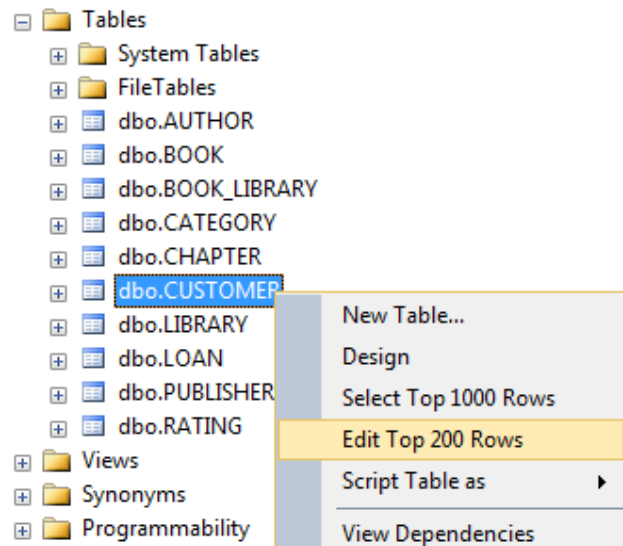 Tables
System Tables
FileTables
dbo.AUTHOR
dbo.BOOK
dbo.BOOK_LIBRARY
dbo.CATEGORY
dbo.CHAPTER
dbo.CUSTOMER
dbo.LIBRARY
dbo.LOAN
dbo.PUBLISHER
dbo.RATING
Views
Synonyms
Programmability
New Table...
Design
Select Top 1000 Rows
Edit Top 200 Rows
Script Table as
View Dependencies